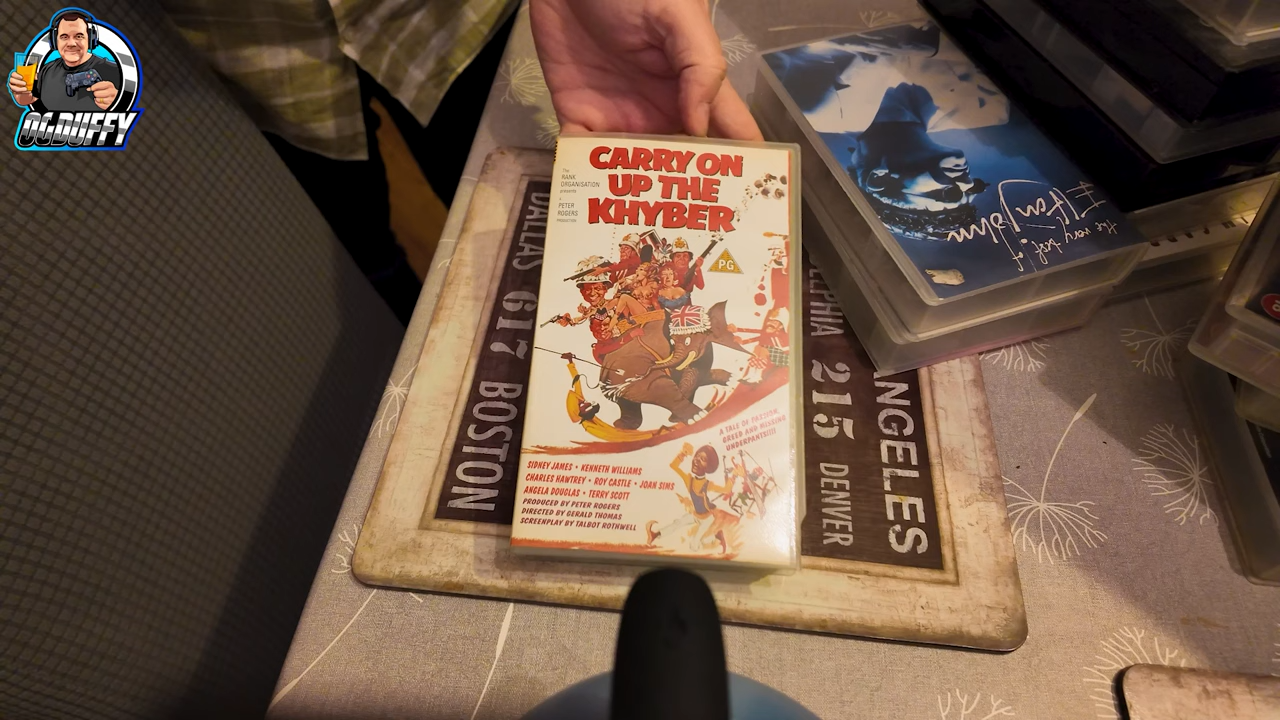 OGDUFFY
CARRY ON
UP THE
KHYBER
The
RANK
ORGANISATION
presents
A
PETER
ROGERS
PRODUCTION
PG
A TALE OF PASSION,
GREED AND MISSING
UNDERPANTS!!!!
SIDNEY JAMES • KENNETH WILLIAMS
CHARLES HAWTREY • ROY CASTLE • JOAN SIMS
ANGELA DOUGLAS • TERRY SCOTT
PRODUCED BY PETER ROGERS
DIRECTED BY GERALD THOMAS
SCREENPLAY BY TALBOT ROTHWELL
the very best of
Elton John
DALLAS 617 BOSTON
ELPHIA 215 DENVER
ANGELES